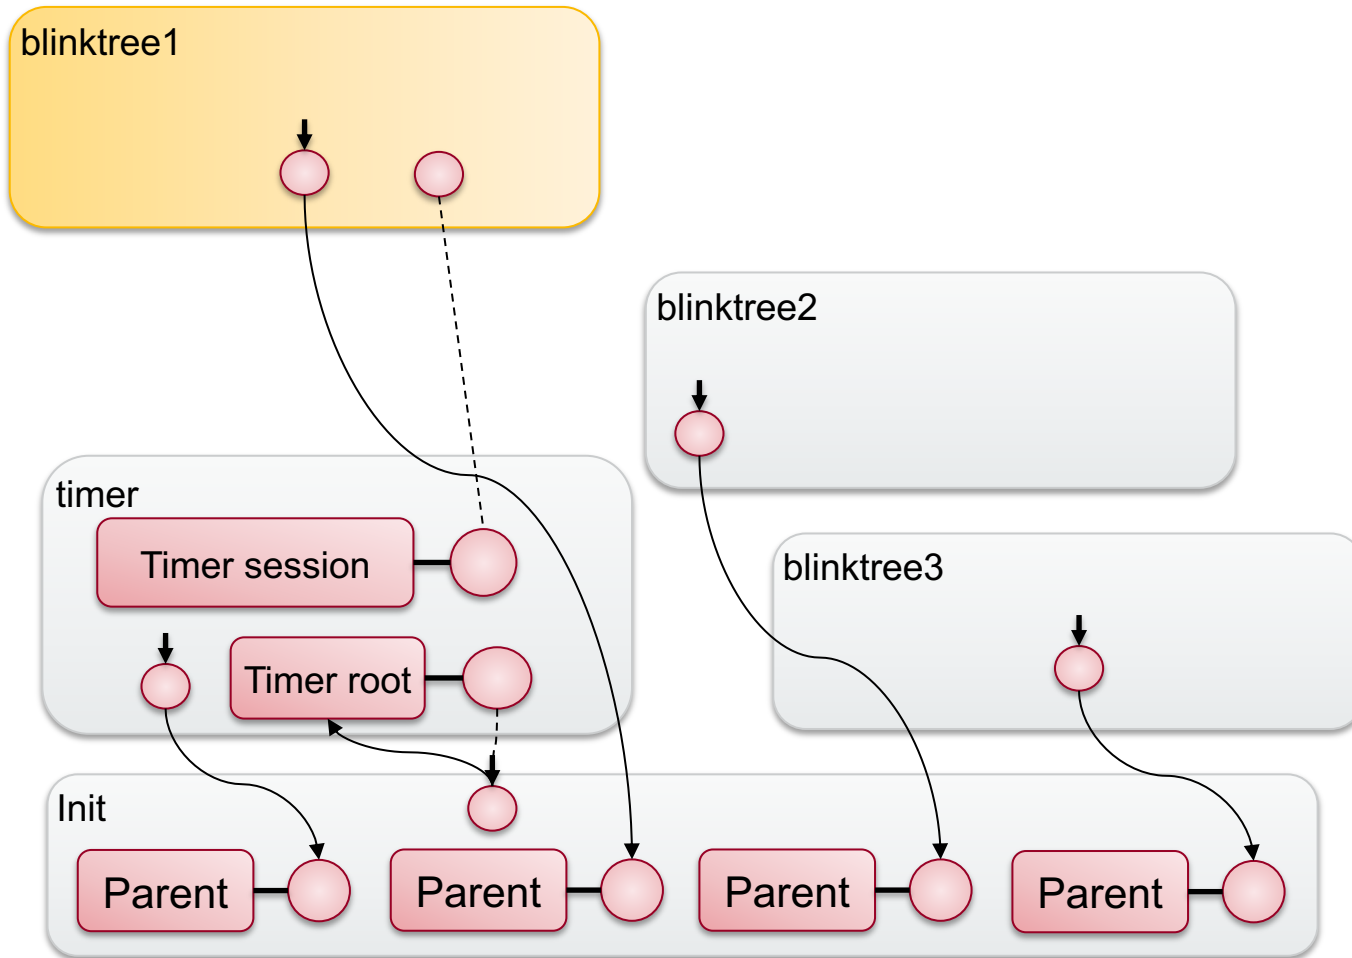 blinktree1
blinktree2
timer
Timer session
blinktree3
Timer root
Init
Parent
Parent
Parent
Parent